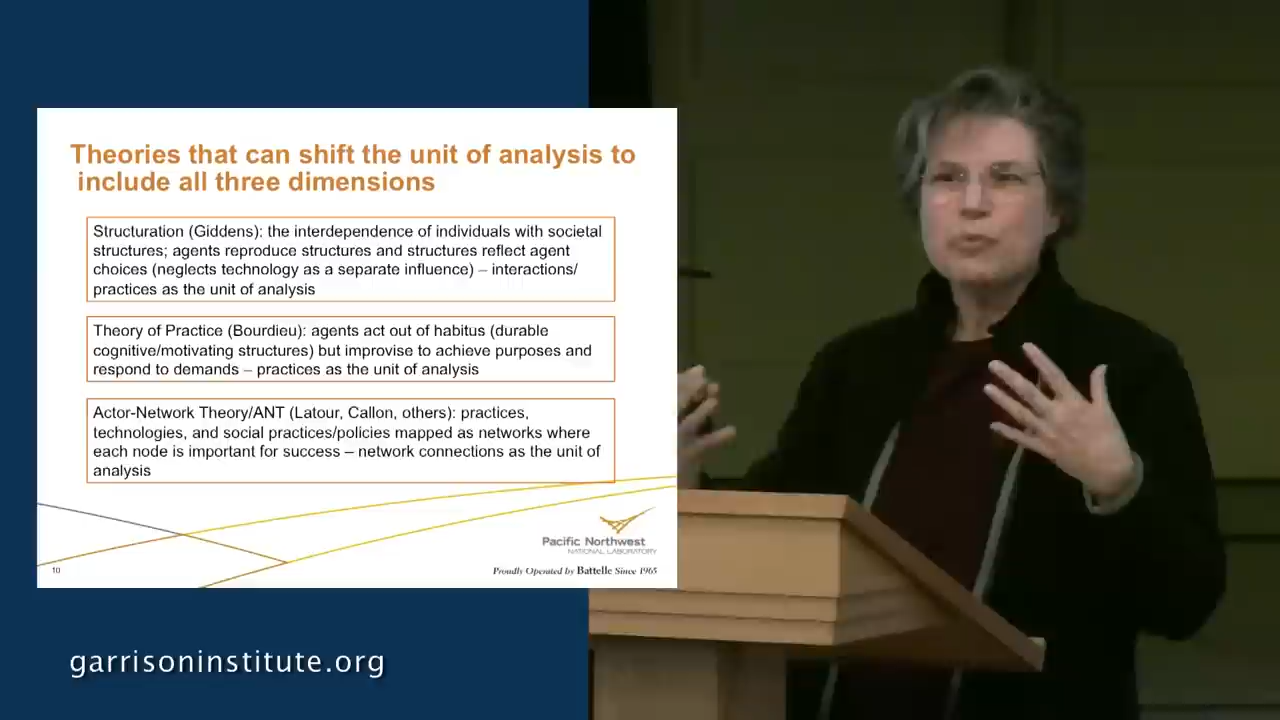 Theories that can shift the unit of analysis to
include all three dimensions
Structuration (Giddens): the interdependence of individuals with societal
structures; agents reproduce structures and structures reflect agent
choices (neglects technology as a separate influence) – interactions/
practices as the unit of analysis
Theory of Practice (Bourdieu): agents act out of habitus (durable
cognitive/motivating structures) but improvise to achieve purposes and
respond to demands – practices as the unit of analysis
Actor-Network Theory/ANT (Latour, Callon, others): practices,
technologies, and social practices/policies mapped as networks where
each node is important for success – network connections as the unit of
analysis
Pacific Northwest
NATIONAL LABORATORY
10
Proudly Operated by Battelle Since 1965
garrisoninstitute.org